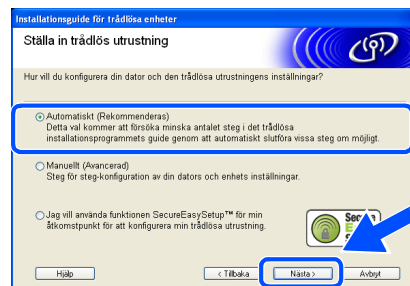 Installationsguide för trådlösa enheter
Ställa in trådlös utrustning
Hur vill du konfigurera din dator och den trådlösa utrustningens inställningar?
Automatiskt (Rekommenderas)
Detta val kommer att försöka minska antalet steg i det trådlösa
installationsprogrammets guide genom att automatiskt slutföra vissa steg om möjligt.
Manuellt (Avancerad)
Steg för steg-konfiguration av din dators och enhets inställningar.
Jag vill använda funktionen SecureEasySetup™ för min
åtkomstpunkt för att konfigurera min trådlösa utrustning.
Hjälp
< Tilbaka
Nästa >
Avbryt